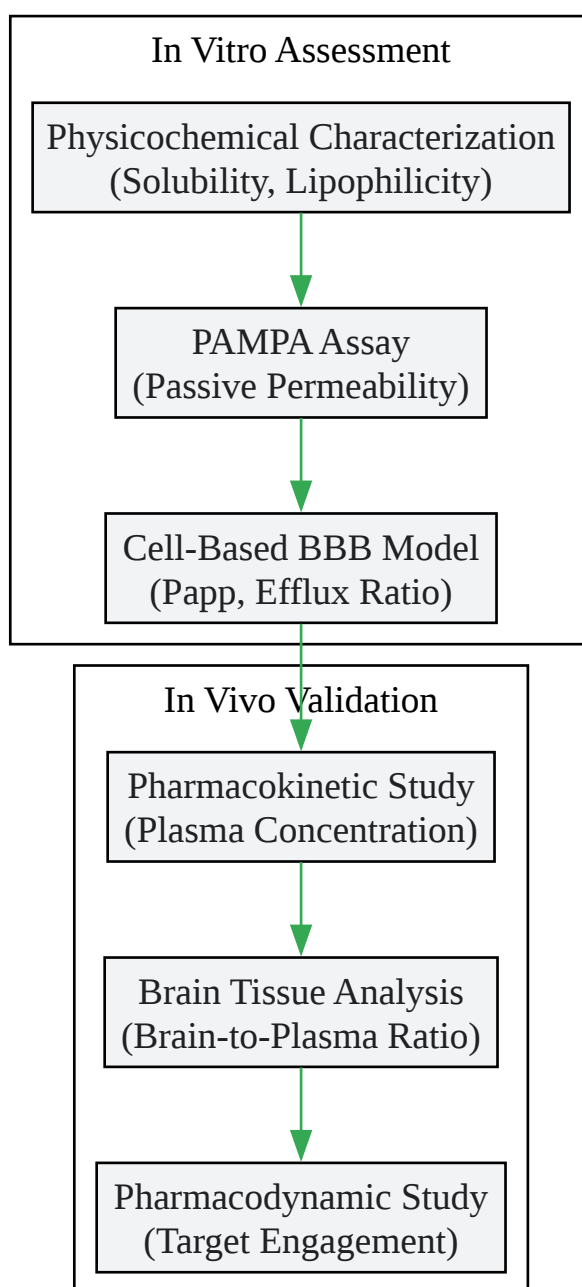 In Vitro Assessment
Physicochemical Characterization
(Solubility, Lipophilicity)
PAMPA Assay
(Passive Permeability)
Cell-Based BBB Model
(Papp, Efflux Ratio)
In Vivo Validation
Pharmacokinetic Study
(Plasma Concentration)
Brain Tissue Analysis
(Brain-to-Plasma Ratio)
Pharmacodynamic Study
(Target Engagement)